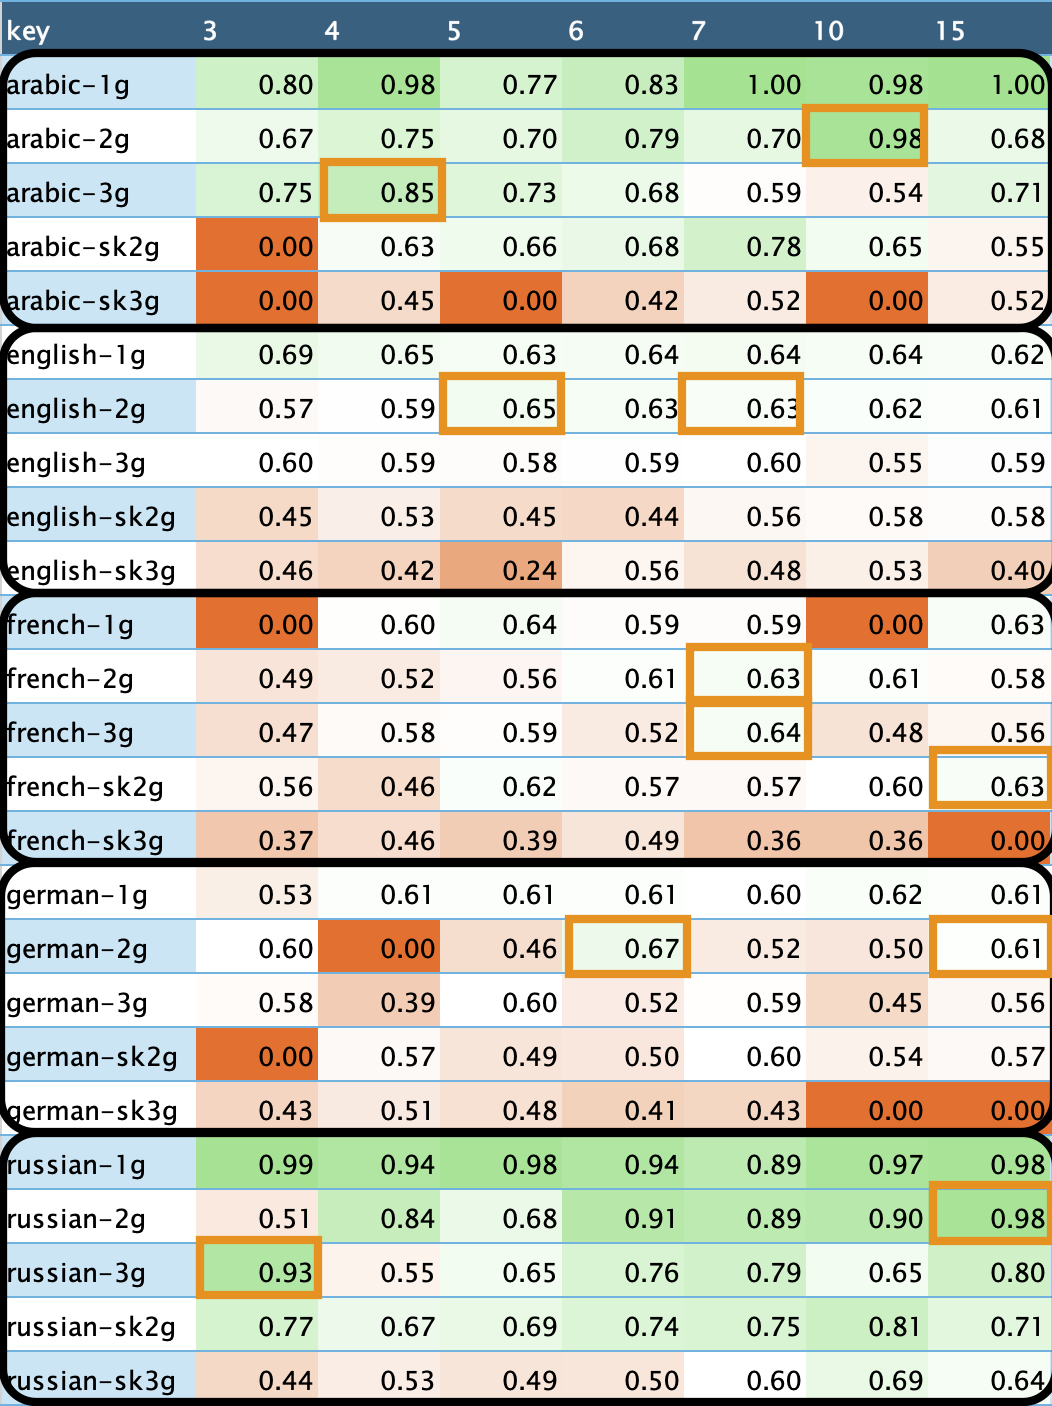 key 3 4 5 6 7 10 15
arabic-1g 0.80 0.98 0.77 0.83 1.00 0.98 1.00
arabic-2g 0.67 0.75 0.70 0.79 0.70 0.98 0.68
arabic-3g 0.75 0.85 0.73 0.68 0.59 0.54 0.71
arabic-sk2g 0.00 0.63 0.66 0.68 0.78 0.65 0.55
arabic-sk3g 0.00 0.45 0.00 0.42 0.52 0.00 0.52
english-1g 0.69 0.65 0.63 0.64 0.64 0.64 0.62
english-2g 0.57 0.59 0.65 0.63 0.63 0.62 0.61
english-3g 0.60 0.59 0.58 0.59 0.60 0.55 0.59
english-sk2g 0.45 0.53 0.45 0.44 0.56 0.58 0.58
english-sk3g 0.46 0.42 0.24 0.56 0.48 0.53 0.40
french-1g 0.00 0.60 0.64 0.59 0.59 0.00 0.63
french-2g 0.49 0.52 0.56 0.61 0.63 0.61 0.58
french-3g 0.47 0.58 0.59 0.52 0.64 0.48 0.56
french-sk2g 0.56 0.46 0.62 0.57 0.57 0.60 0.63
french-sk3g 0.37 0.46 0.39 0.49 0.36 0.36 0.00
german-1g 0.53 0.61 0.61 0.61 0.60 0.62 0.61
german-2g 0.60 0.00 0.46 0.67 0.52 0.50 0.61
german-3g 0.58 0.39 0.60 0.52 0.59 0.45 0.56
german-sk2g 0.00 0.57 0.49 0.50 0.60 0.54 0.57
german-sk3g 0.43 0.51 0.48 0.41 0.43 0.00 0.00
russian-1g 0.99 0.94 0.98 0.94 0.89 0.97 0.98
russian-2g 0.51 0.84 0.68 0.91 0.89 0.90 0.98
russian-3g 0.93 0.55 0.65 0.76 0.79 0.65 0.80
russian-sk2g 0.77 0.67 0.69 0.74 0.75 0.81 0.71
russian-sk3g 0.44 0.53 0.49 0.50 0.60 0.69 0.64